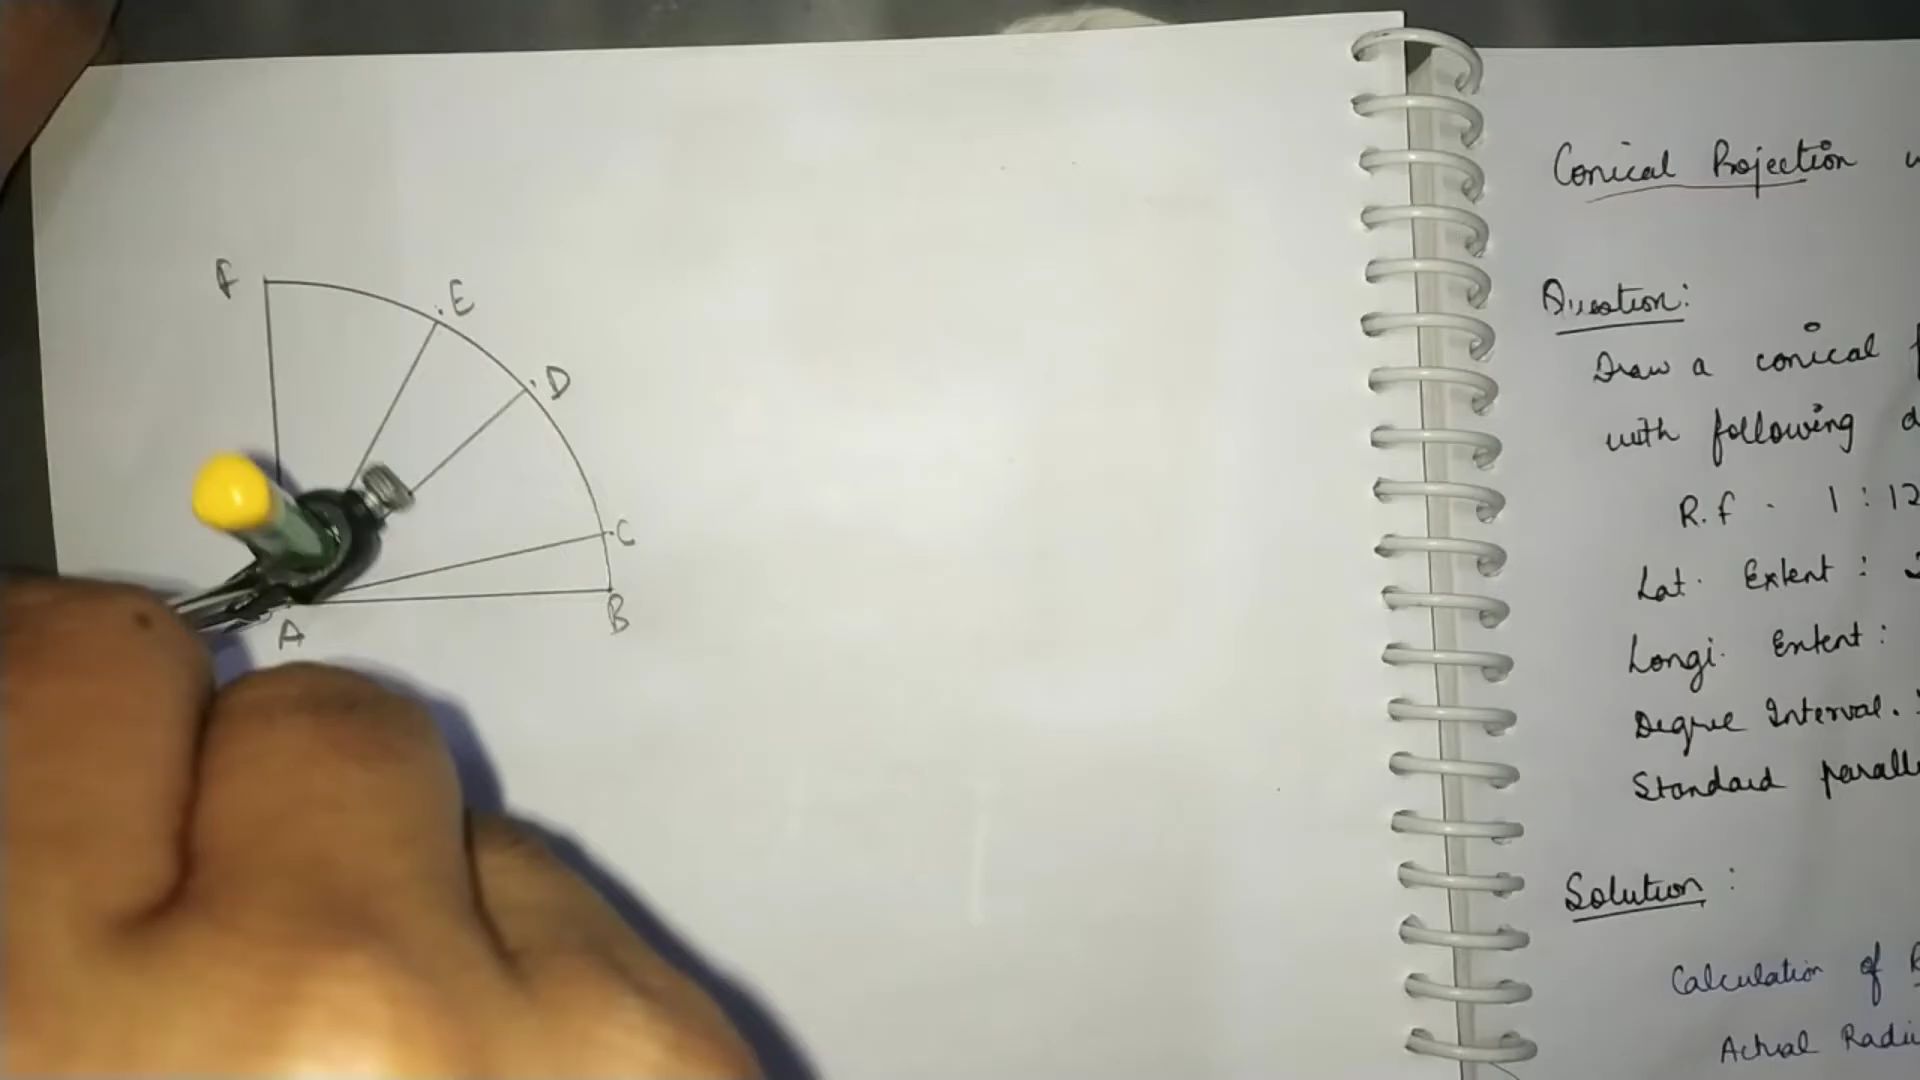 F
E
D
C
B
A
Conical Projection
Question:
Draw a conical
with following
R.f. 1:12
Lat. Extent :
Longi. Extent :
Degree Interval.
Standard parall
Solution :
Calculation of
Actual Radi